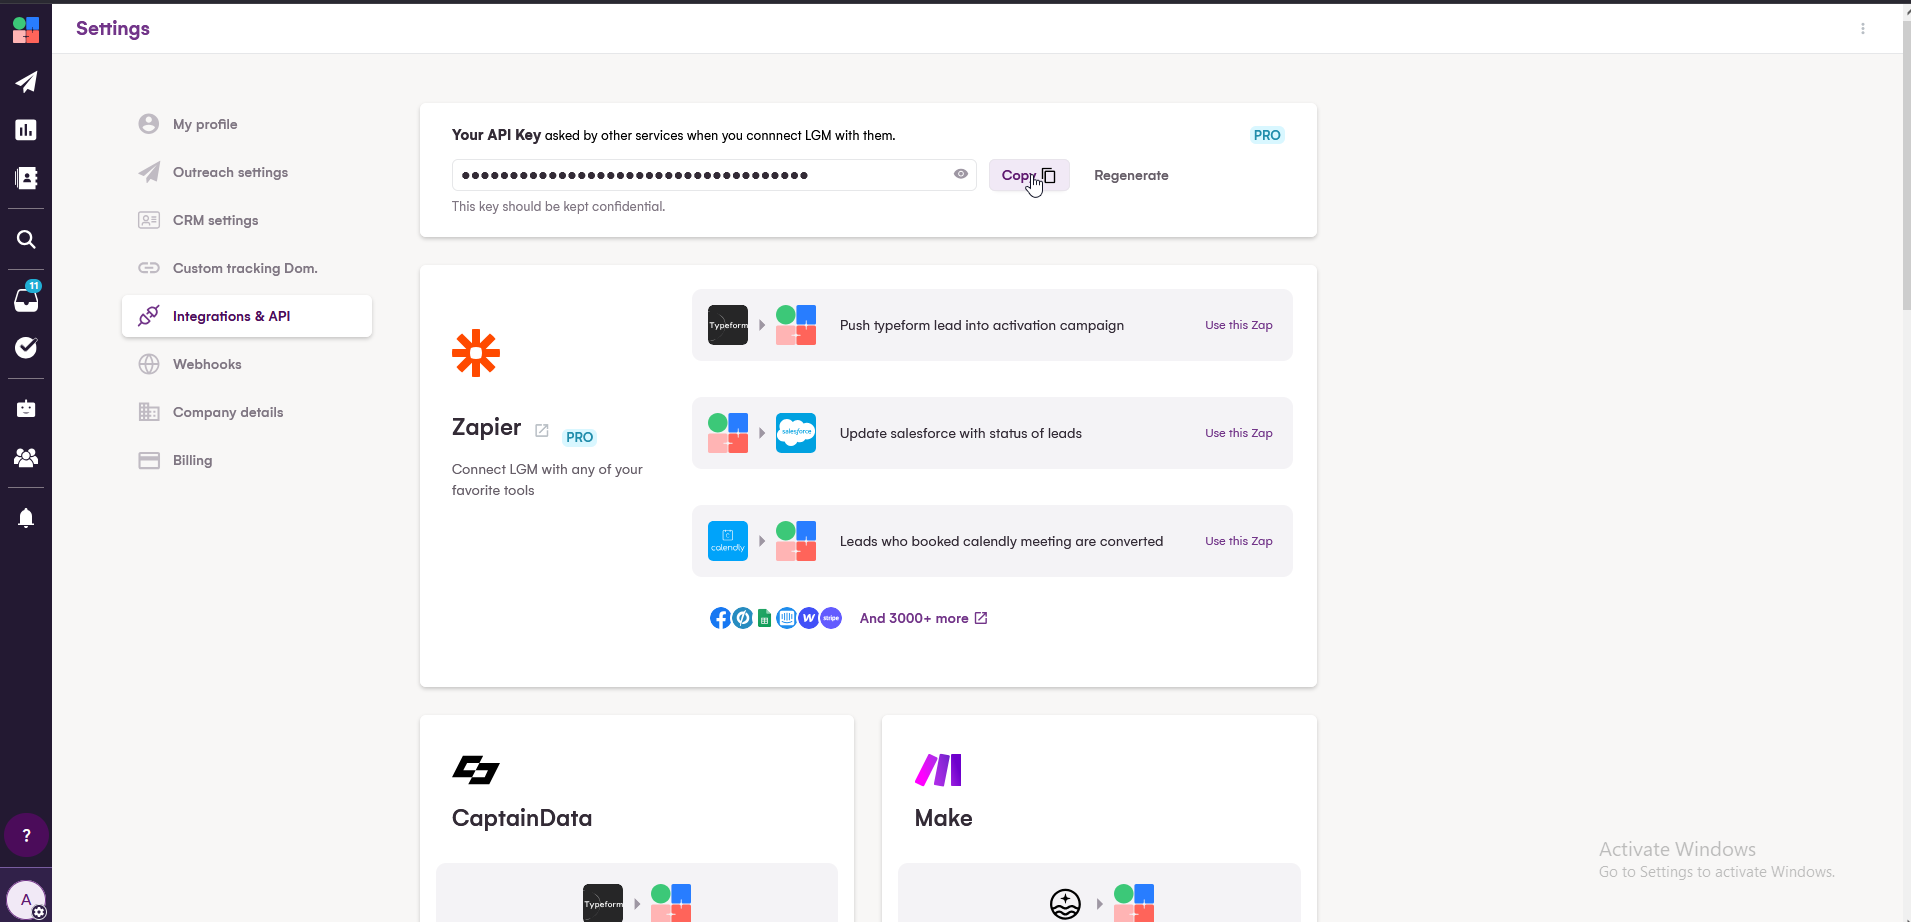 Settings
My profile
Outreach settings
CRM settings
Custom tracking Dom.
Integrations & API
Webhooks
Company details
Billing
11
?
A
Your API Key asked by other services when you connnect LGM with them.
PRO
Copy
Regenerate
This key should be kept confidential.
Zapier
PRO
Connect LGM with any of your
favorite tools
Typeform
Push typeform lead into activation campaign
Use this Zap
salesforce
Update salesforce with status of leads
Use this Zap
calendly
Leads who booked calendly meeting are converted
Use this Zap
W
stripe
And 3000+ more
CaptainData
Typeform
Make
Activate Windows
Go to Settings to activate Windows.